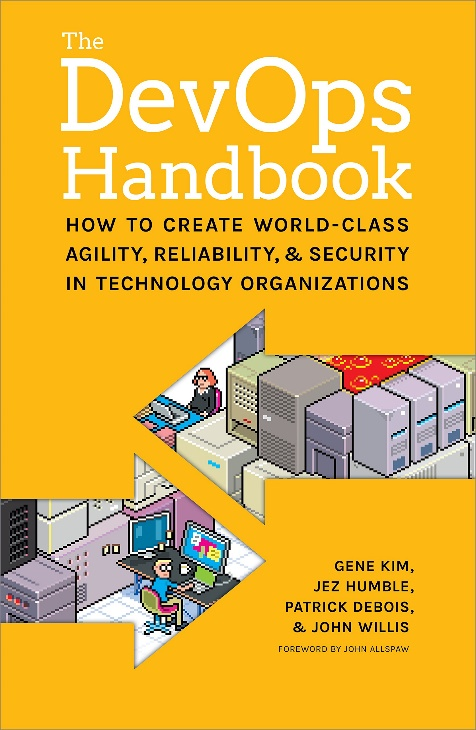 The
DevOps
Handbook
HOW TO CREATE WORLD-CLASS
AGILITY, RELIABILITY, & SECURITY
IN TECHNOLOGY ORGANIZATIONS
GENE KIM,
JEZ HUMBLE,
PATRICK DEBOIS,
& JOHN WILLIS
FOREWORD BY JOHN ALLSPAW